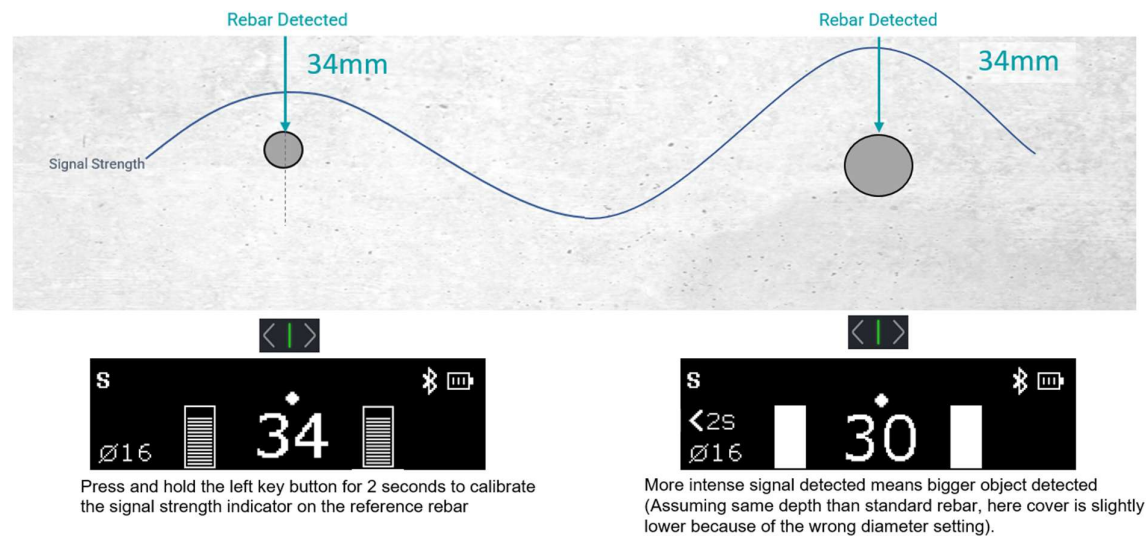 Rebar Detected
Rebar Detected
34mm
34mm
Signal Strength
S
34
Ø16
S
<2S
30
Ø16
Press and hold the left key button for 2 seconds to calibrate
the signal strength indicator on the reference rebar
More intense signal detected means bigger object detected
(Assuming same depth than standard rebar, here cover is slightly
lower because of the wrong diameter setting).